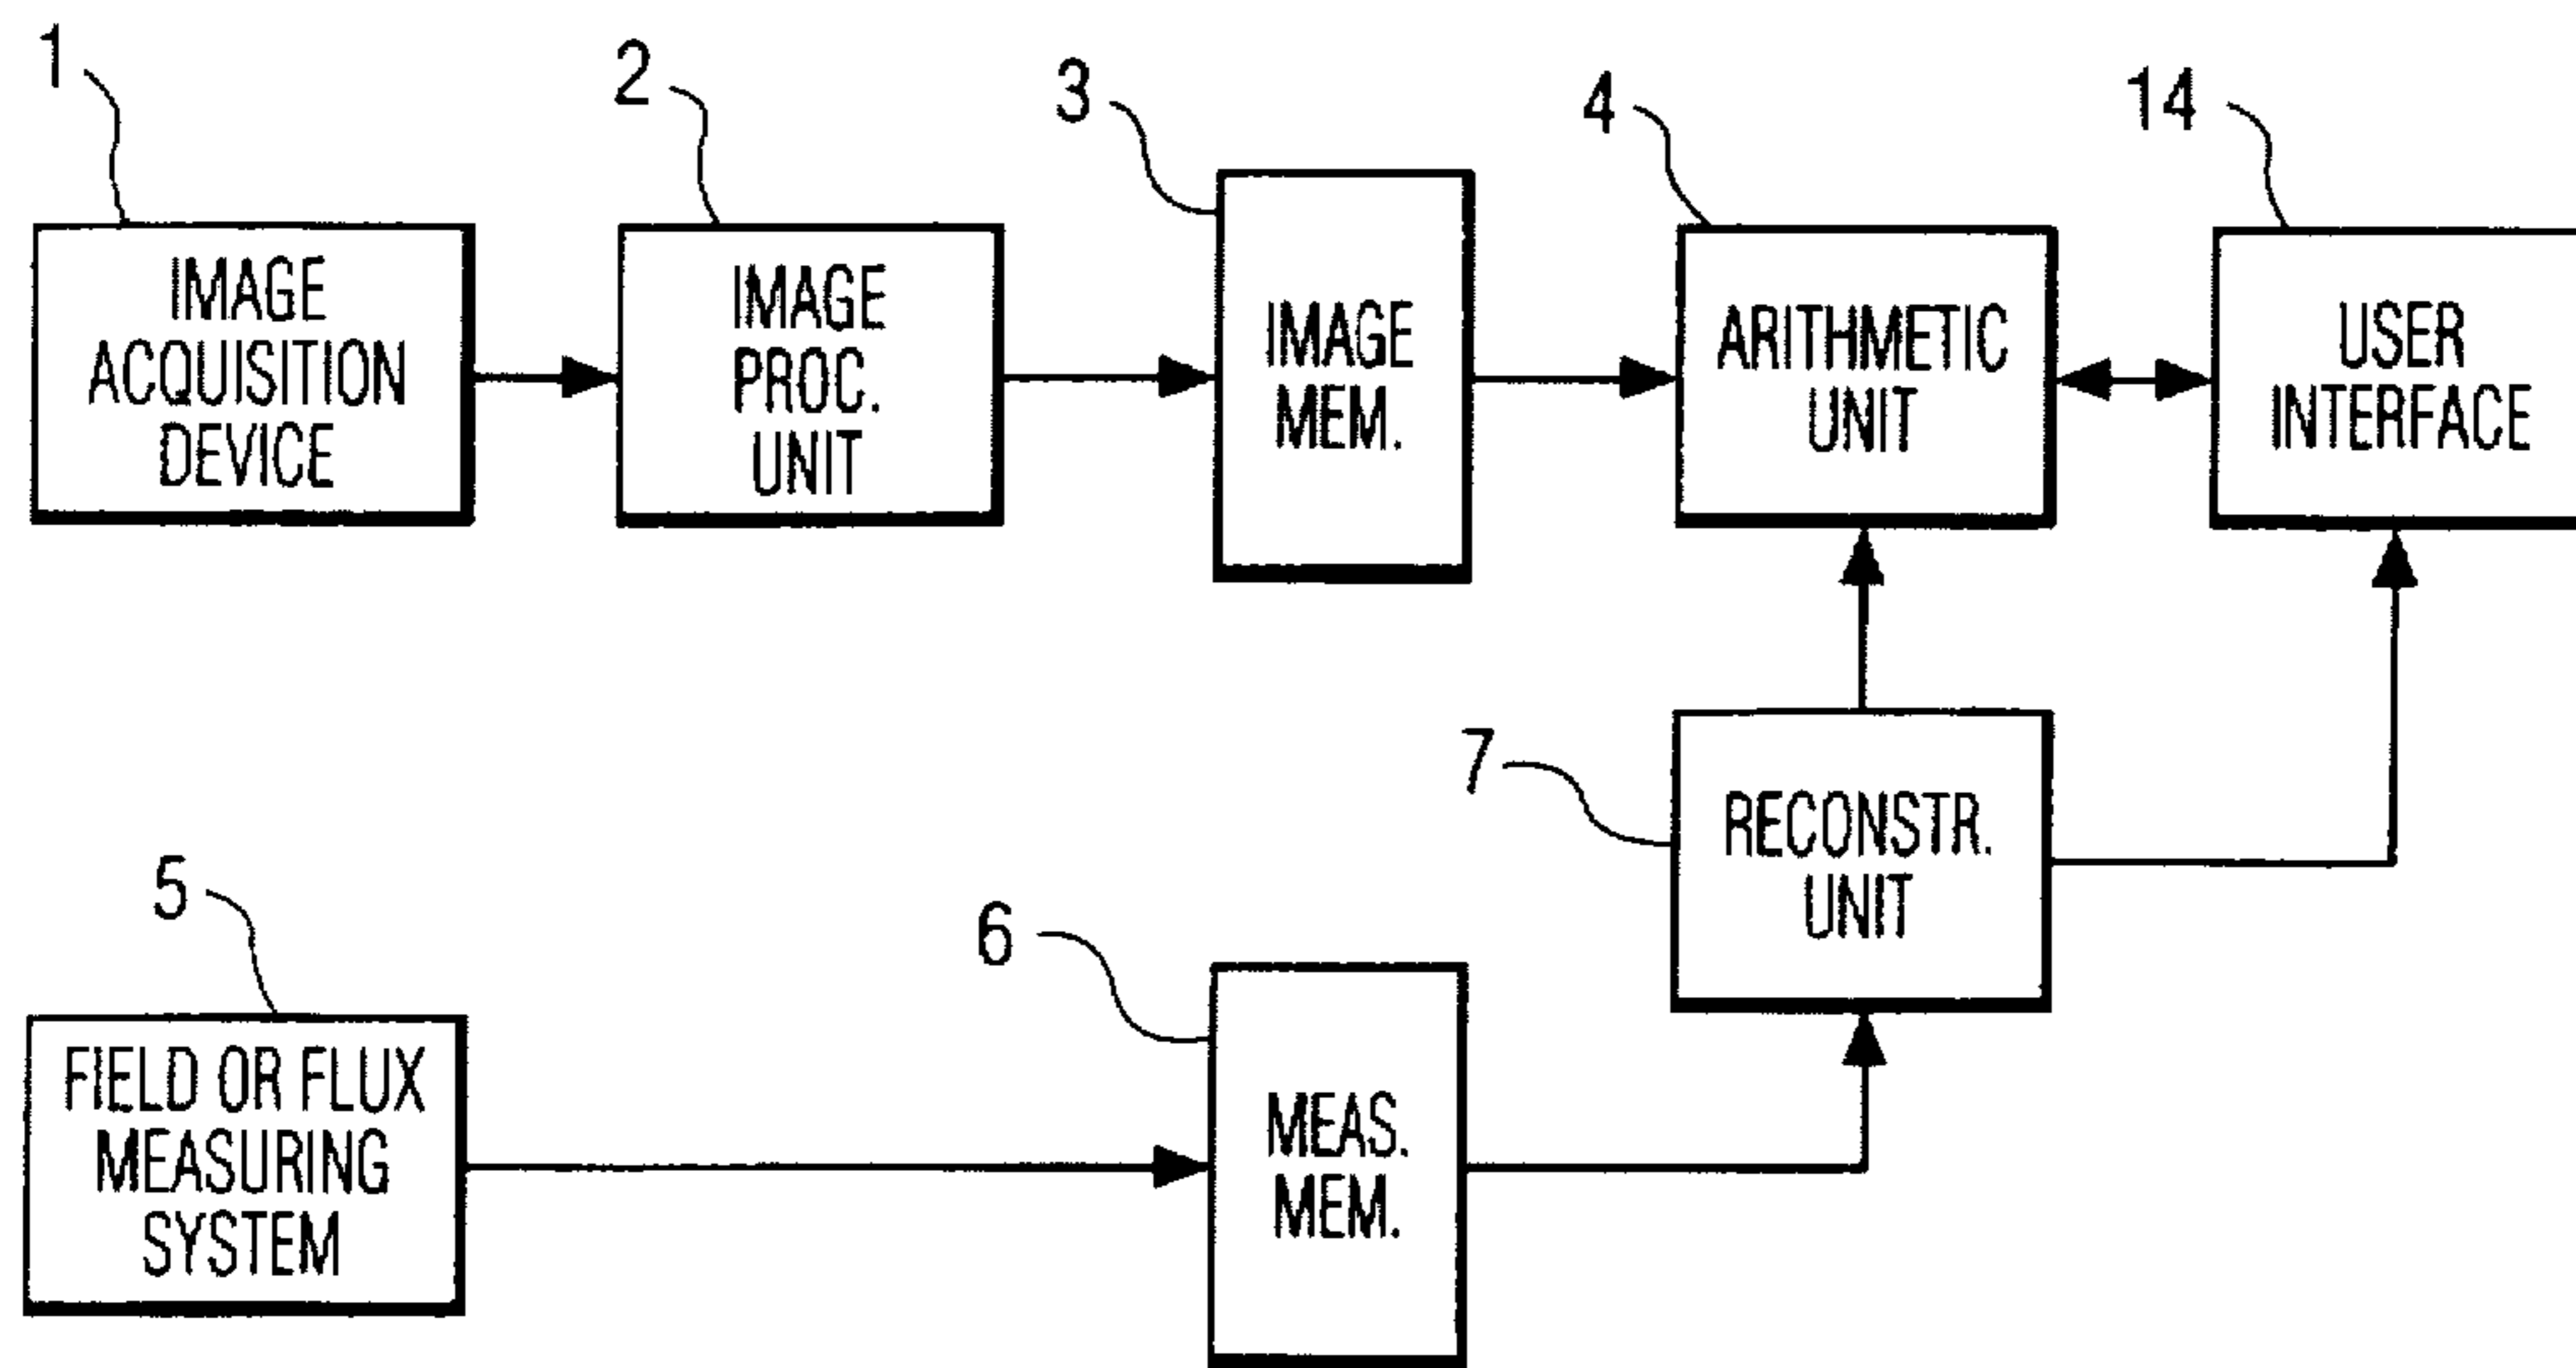 1
2
3
4
14
IMAGE
ACQUISITION
DEVICE
IMAGE
PROC.
UNIT
IMAGE
MEM.
ARITHMETIC
UNIT
USER
INTERFACE
5
6
7
FIELD OR FLUX
MEASURING
SYSTEM
MEAS.
MEM.
RECONSTR.
UNIT